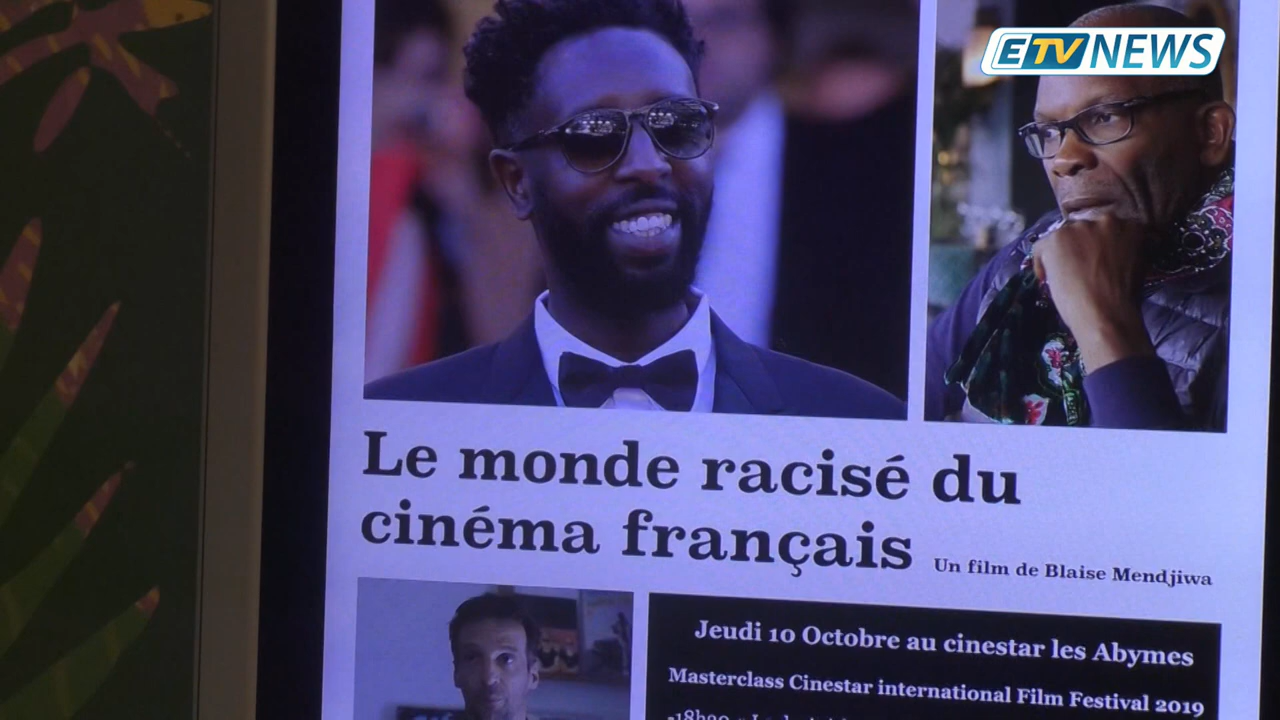 ETV NEWS
Le monde racisé du
cinéma français
Un film de Blaise Mendjiwa
Jeudi 10 Octobre au cinestar les Abymes
Masterclass Cinestar international Film Festival 2019